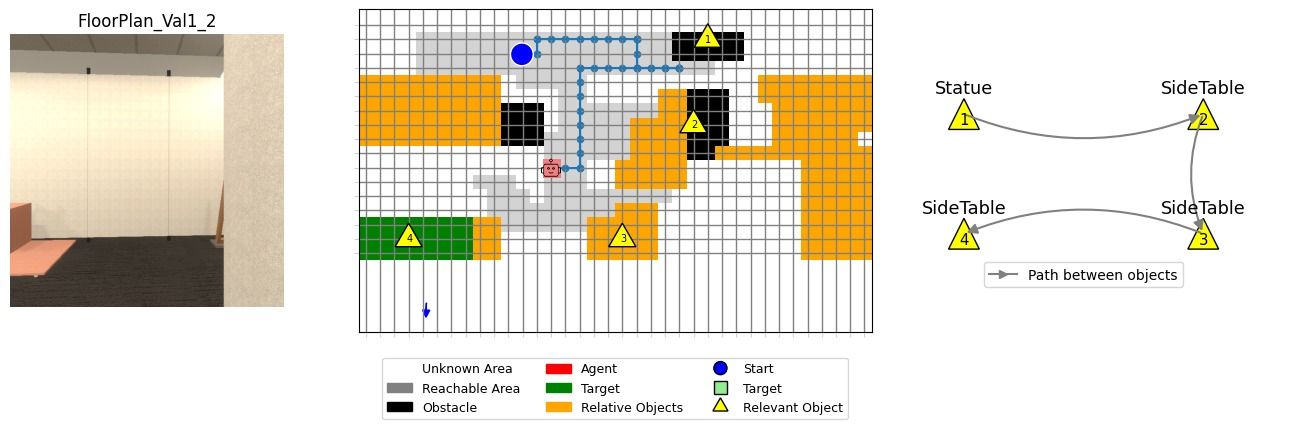 FloorPlan_Val1_2
1
2
3
4
Unknown Area
Reachable Area
Obstacle
Agent
Target
Relative Objects
Start
Target
Relevant Object
Statue
SideTable
1
2
SideTable
SideTable
4
3
Path between objects